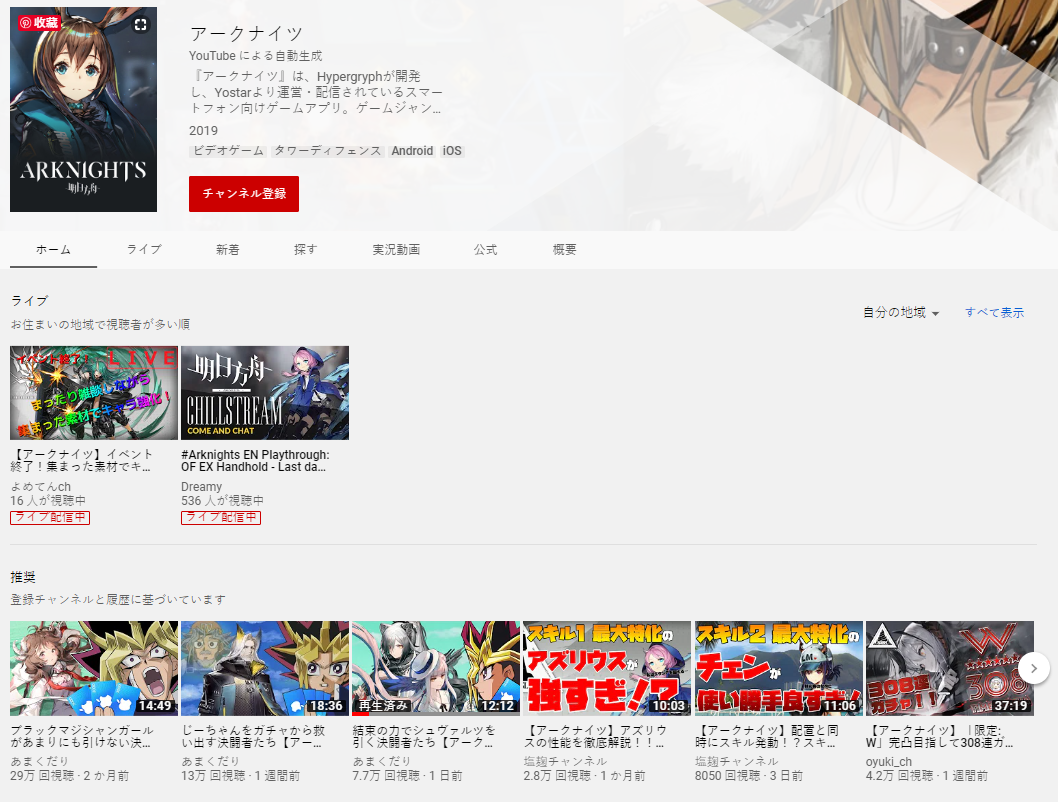 収藏
アークナイツ
YouTube による自動生成
『アークナイツ』は、Hypergryphが開発
し、Yostarより運営・配信されているスマー
トフォン向けゲームアプリ。ゲームジャン...
2019
ビデオゲーム タワーディフェンス Android iOS
ARKNIGHTS
明日方舟
チャンネル登録
ホーム ライブ 新着 探す 実況動画 公式 概要
ライブ
お住まいの地域で視聴者が多い順
自分の地域 すべて表示
イベント終了! LIVE
まったり雑談しながら
集まった素材でキャラ強化!
明日方舟
CHILLSTREAM
COME AND CHAT
【アークナイツ】イベント
終了！集まった素材でキ...
よめてんch
16 人が視聴中
ライブ配信中
#Arknights EN Playthrough:
OF EX Handhold - Last da...
Dreamy
536 人が視聴中
ライブ配信中
推奨
登録チャンネルと履歴に基づいています
14:49
ブラックマジシャンガール
があまりにも引けない決...
あまくだり
29万 回視聴・2 か月前
18:36
じーちゃんをガチャから救
い出す決闘者たち【アー...
あまくだり
13万 回視聴・1 週間前
再生済み 12:12
結束の力でシュヴァルツを
引く決闘者たち【アーク...
あまくだり
7.7万 回視聴・1 日前
スキル1 最大特化の
アズリウスが
強すぎ!?
10:03
【アークナイツ】アズリウ
スの性能を徹底解説！！...
塩麹チャンネル
2.8万 回視聴・1 か月前
スキル2 最大特化の
チェンが
使い勝手良すぎ!
11:06
【アークナイツ】配置と同
時にスキル発動！？スキ...
塩麹チャンネル
8050 回視聴・3 日前
W
308連
ガチャ!!
308
37:19
【アークナイツ】「限定:
W」完凸目指して308連ガ...
oyuki_ch
4.2万 回視聴・1 週間前